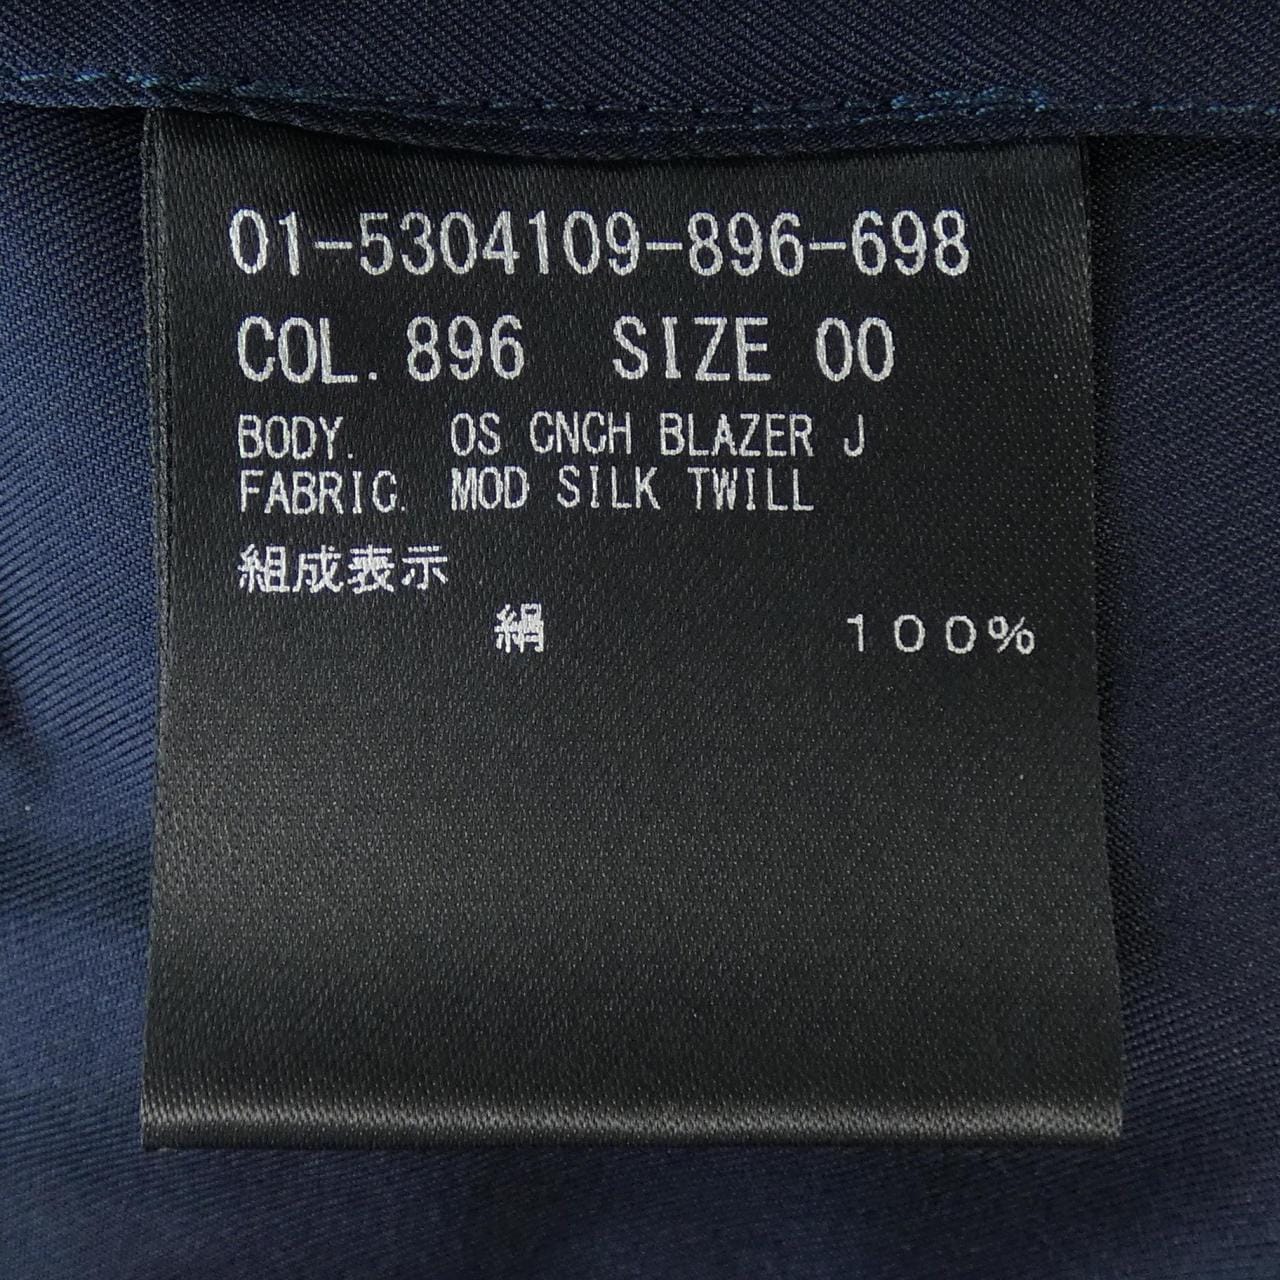 01-5304109-896-698
COL. 896 SIZE 00
BODY. OS CNCH BLAZER J
FABRIC. MOD SILK TWILL
組成表示
絹 １００％